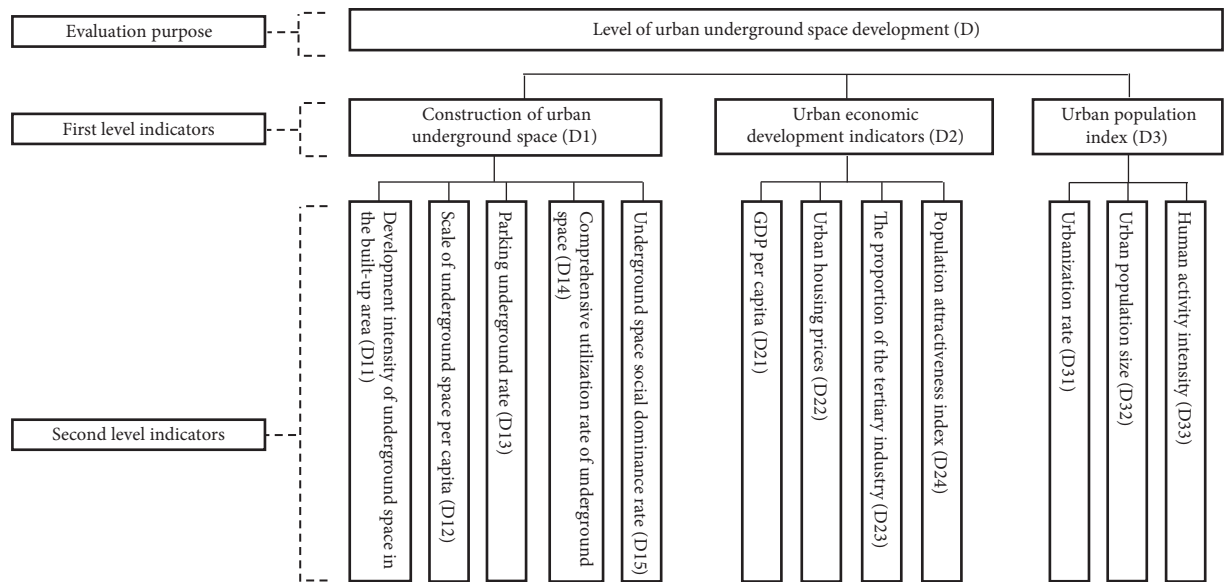 Evaluation purpose
Level of urban underground space development (D)
First level indicators
Construction of urban
underground space (D1)
Urban economic
development indicators (D2)
Urban population
index (D3)
Second level indicators
Development intensity of underground space in
the built-up area (D11)
Scale of underground space per capita (D12)
Parking underground rate (D13)
Comprehensive utilization rate of underground
space (D14)
Underground space social dominance rate (D15)
GDP per capita (D21)
Urban housing prices (D22)
The proportion of the tertiary industry (D23)
Population attractiveness index (D24)
Urbanization rate (D31)
Urban population size (D32)
Human activity intensity (D33)